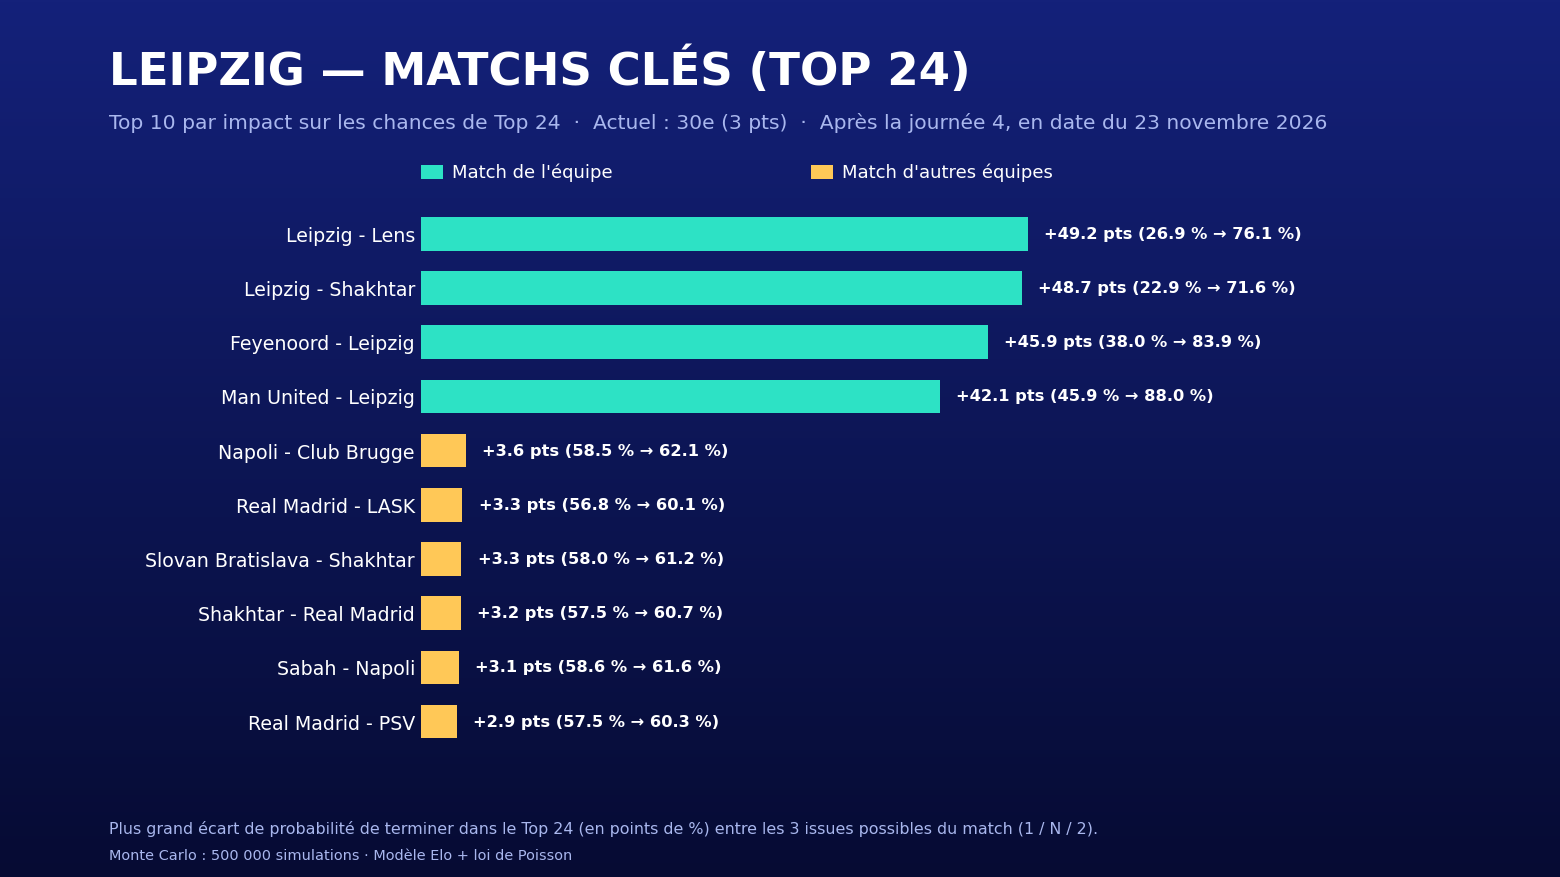 LEIPZIG — MATCHS CLÉS (TOP 24)
Top 10 par impact sur les chances de Top 24 · Actuel : 30e (3 pts) · Après la journée 4, en date du 23 novembre 2026
Match de l'équipe Match d'autres équipes
Leipzig - Lens +49.2 pts (26.9 % → 76.1 %)
Leipzig - Shakhtar +48.7 pts (22.9 % → 71.6 %)
Feyenoord - Leipzig +45.9 pts (38.0 % → 83.9 %)
Man United - Leipzig +42.1 pts (45.9 % → 88.0 %)
Napoli - Club Brugge +3.6 pts (58.5 % → 62.1 %)
Real Madrid - LASK +3.3 pts (56.8 % → 60.1 %)
Slovan Bratislava - Shakhtar +3.3 pts (58.0 % → 61.2 %)
Shakhtar - Real Madrid +3.2 pts (57.5 % → 60.7 %)
Sabah - Napoli +3.1 pts (58.6 % → 61.6 %)
Real Madrid - PSV +2.9 pts (57.5 % → 60.3 %)
Plus grand écart de probabilité de terminer dans le Top 24 (en points de %) entre les 3 issues possibles du match (1 / N / 2).
Monte Carlo : 500 000 simulations · Modèle Elo + loi de Poisson